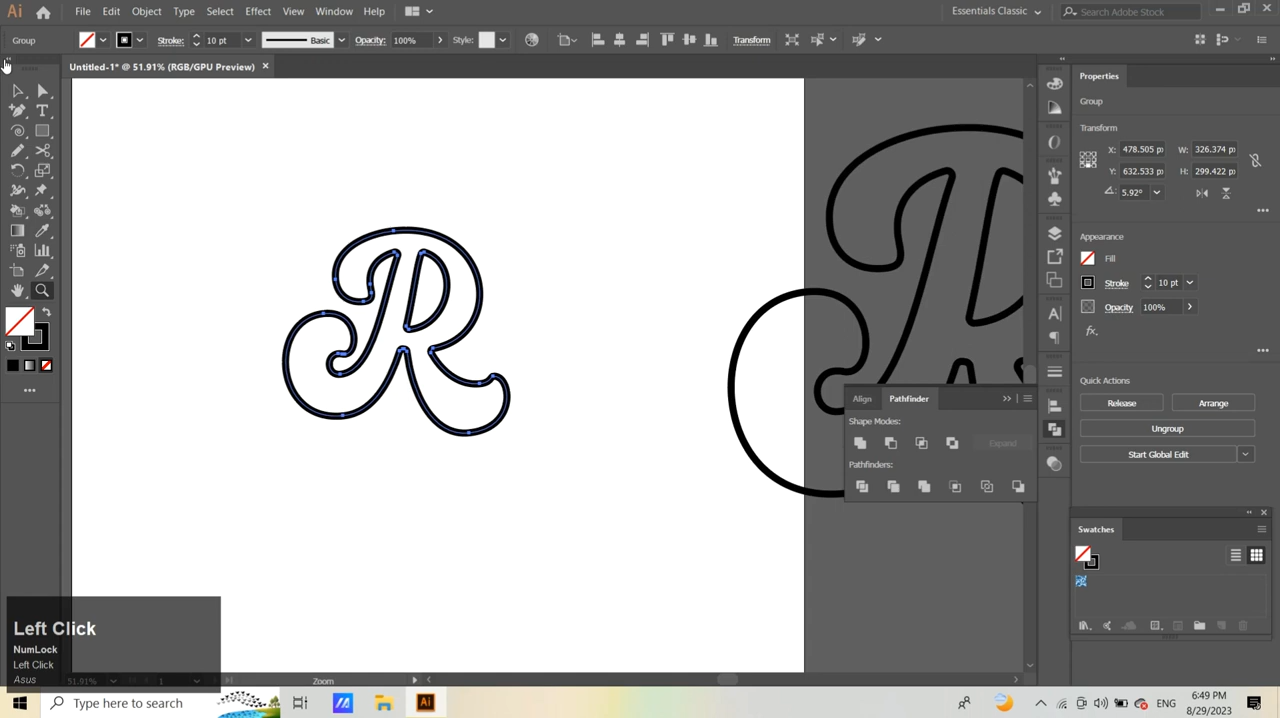 Ai File Edit Object Type Select Effect View Window Help Essentials Classic Search Adobe Stock
Group Stroke: 10 pt Basic Opacity: 100% Style: Transform
Untitled-1* @ 51.91% (RGB/GPU Preview)
R
Properties
Group
Transform
X: 478.505 px W: 326.374 px
Y: 632.533 px H: 299.422 px
5.92°
Appearance
Fill
Stroke 10 pt
Opacity 100%
fx.
Quick Actions
Release Arrange
Ungroup
Start Global Edit
Align Pathfinder
Shape Modes:
Expand
Pathfinders:
Swatches
Left Click
NumLock
Left Click
Asus
51.91% 1 Zoom
Type here to search
Ai
ENG
6:49 PM
8/29/2023